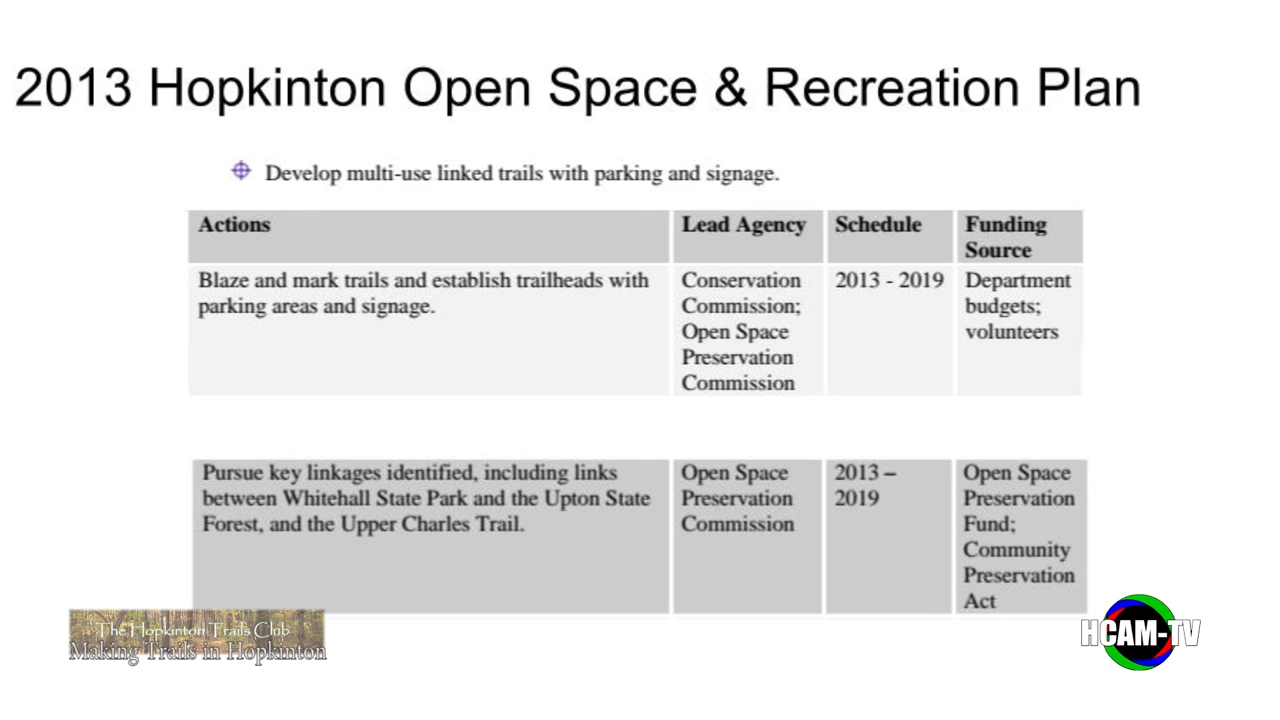 2013 Hopkinton Open Space & Recreation Plan
Develop multi-use linked trails with parking and signage.
Actions
Lead Agency
Schedule
Funding
Source
Blaze and mark trails and establish trailheads with
parking areas and signage.
Conservation
Commission;
Open Space
Preservation
Commission
2013 - 2019
Department
budgets;
volunteers
Pursue key linkages identified, including links
between Whitehall State Park and the Upton State
Forest, and the Upper Charles Trail.
Open Space
Preservation
Commission
2013 –
2019
Open Space
Preservation
Fund;
Community
Preservation
Act
The Hopkinton Trails Club
Making Trails in Hopkinton
HCAM-TV